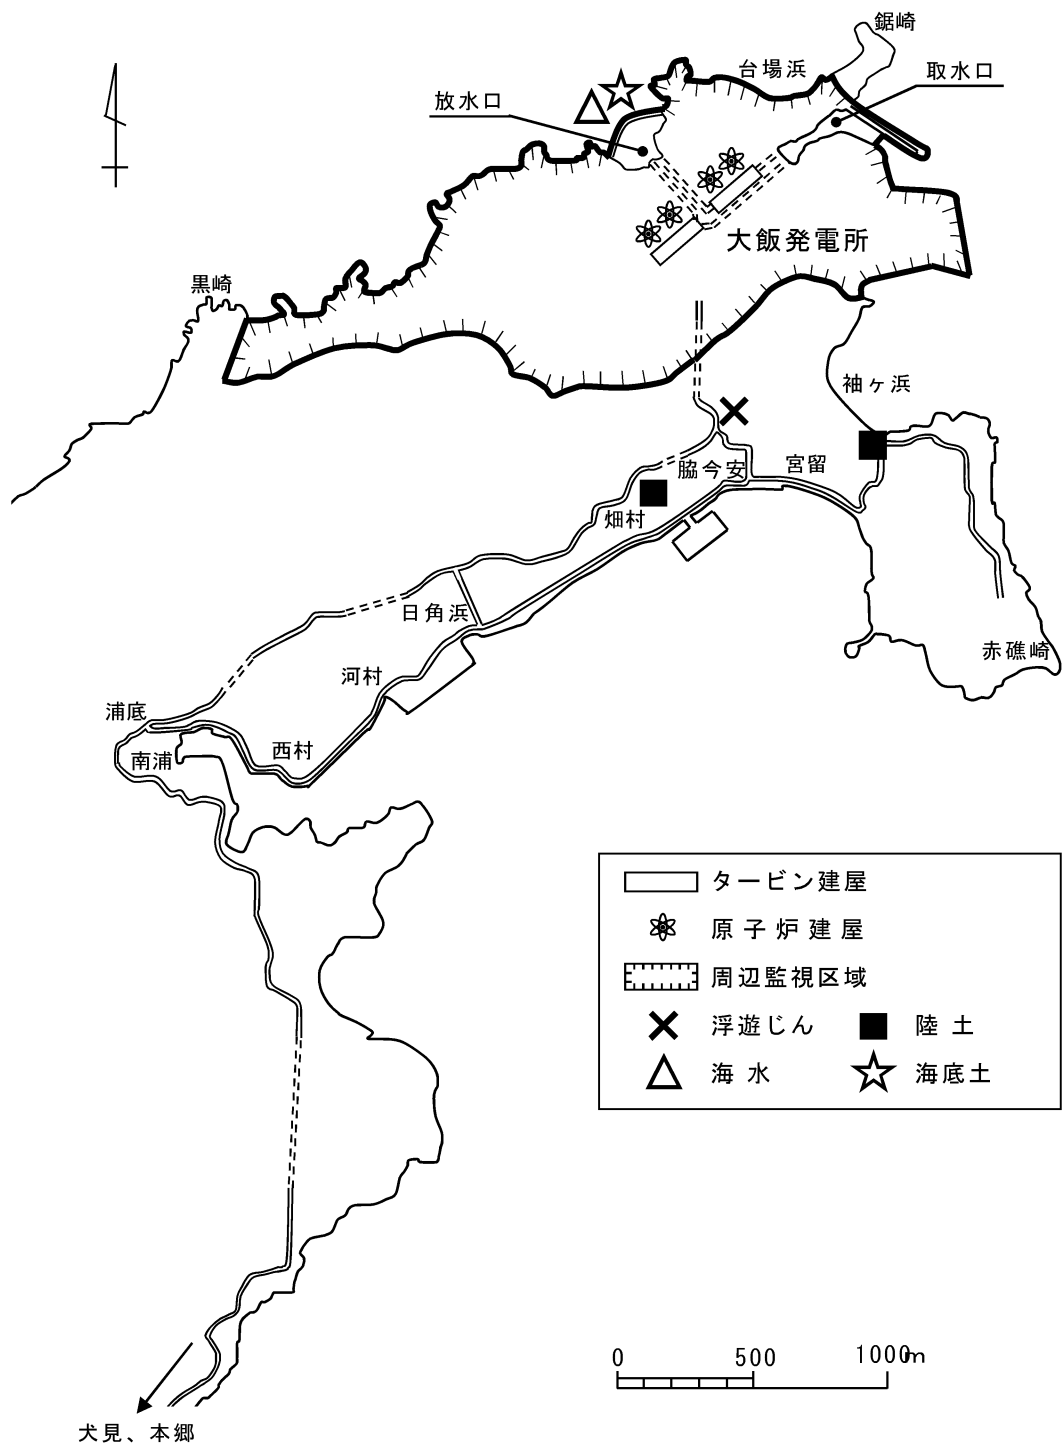 鋸崎
台場浜
取水口
放水口
大飯発電所
黒崎
袖ヶ浜
脇今安
宮留
畑村
日角浜
赤礁崎
河村
浦底
西村
南浦
タービン建屋
原子炉建屋
周辺監視区域
浮遊じん
陸土
海水
海底土
0
500
1000m
犬見、本郷